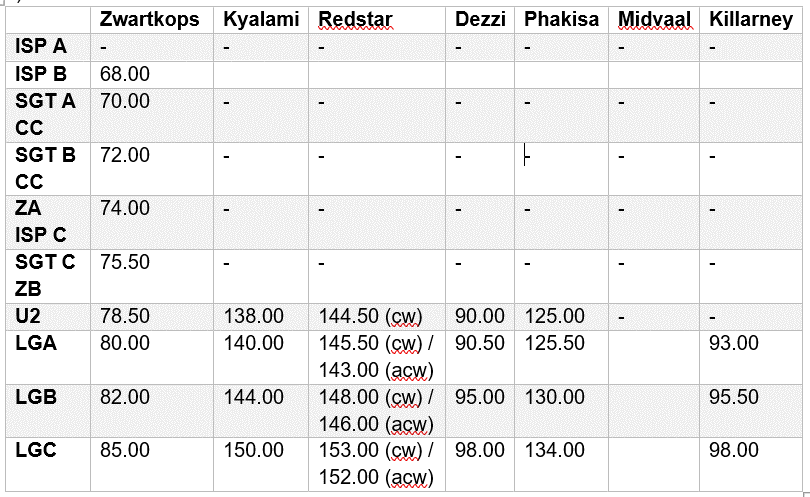 Zwartkops Kyalami Redstar Dezzi Phakisa Midvaal Killarney
ISP A - - - - - - -
ISP B 68.00
SGT A 70.00 - - - - - -
CC
SGT B 72.00 - - - - - -
CC
ZA 74.00 - - - - - -
ISP C
SGT C 75.50 - - - - - -
ZB
U2 78.50 138.00 144.50 (cw) 90.00 125.00 - -
LGA 80.00 140.00 145.50 (cw) / 90.50 125.50 93.00
143.00 (acw)
LGB 82.00 144.00 148.00 (cw) / 95.00 130.00 95.50
146.00 (acw)
LGC 85.00 150.00 153.00 (cw) / 98.00 134.00 98.00
152.00 (acw)